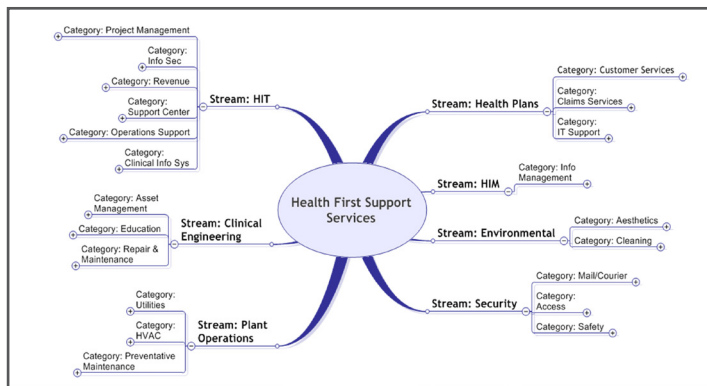 Category: Project Management
Category:
Info Sec
Category: Revenue
Category:
Support Center
Category: Operations Support
Category:
Clinical Info Sys
Stream: HIT
Category: Asset
Management
Category: Education
Category: Repair &
Maintenance
Stream: Clinical
Engineering
Category:
Utilities
Category:
HVAC
Category: Preventative
Maintenance
Stream: Plant
Operations
Health First Support
Services
Stream: Health Plans
Category: Customer Services
Category:
Claims Services
Category:
IT Support
Stream: HIM
Category: Info
Management
Stream: Environmental
Category: Aesthetics
Category: Cleaning
Stream: Security
Category: Mail/Courier
Category:
Access
Category: Safety